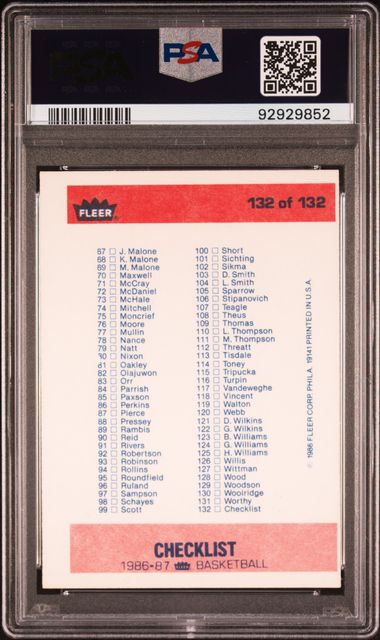 PSA
PSA
92929852
FLEER
132 of 132
67 J. Malone
68 K. Malone
69 M. Malone
70 Maxwell
71 McCray
72 McDaniel
73 McHale
74 Mitchell
75 Moncrief
76 Moore
77 Mullin
78 Nance
79 Natt
80 Nixon
81 Oakley
82 Olajuwon
83 Orr
84 Parrish
85 Paxson
86 Perkins
87 Pierce
88 Pressey
89 Rambis
90 Reid
91 Rivers
92 Robertson
93 Robinson
94 Rollins
95 Roundfield
96 Ruland
97 Sampson
98 Schayes
99 Scott
100 Short
101 Sichting
102 Sikma
103 D. Smith
104 L. Smith
105 Sparrow
106 Stipanovich
107 Teagle
108 Theus
109 Thomas
110 L. Thompson
111 M. Thompson
112 Threatt
113 Tisdale
114 Toney
115 Tripucka
116 Turpin
117 Vandeweghe
118 Vincent
119 Walton
120 Webb
121 D. Wilkins
122 G. Wilkins
123 B. Williams
124 G. Williams
125 H. Williams
126 Willis
127 Wittman
128 Wood
129 Woodson
130 Woolridge
131 Worthy
132 Checklist
© 1986 FLEER CORP. PHILA. 19141 PRINTED IN U.S.A.
CHECKLIST
1986-87 BASKETBALL